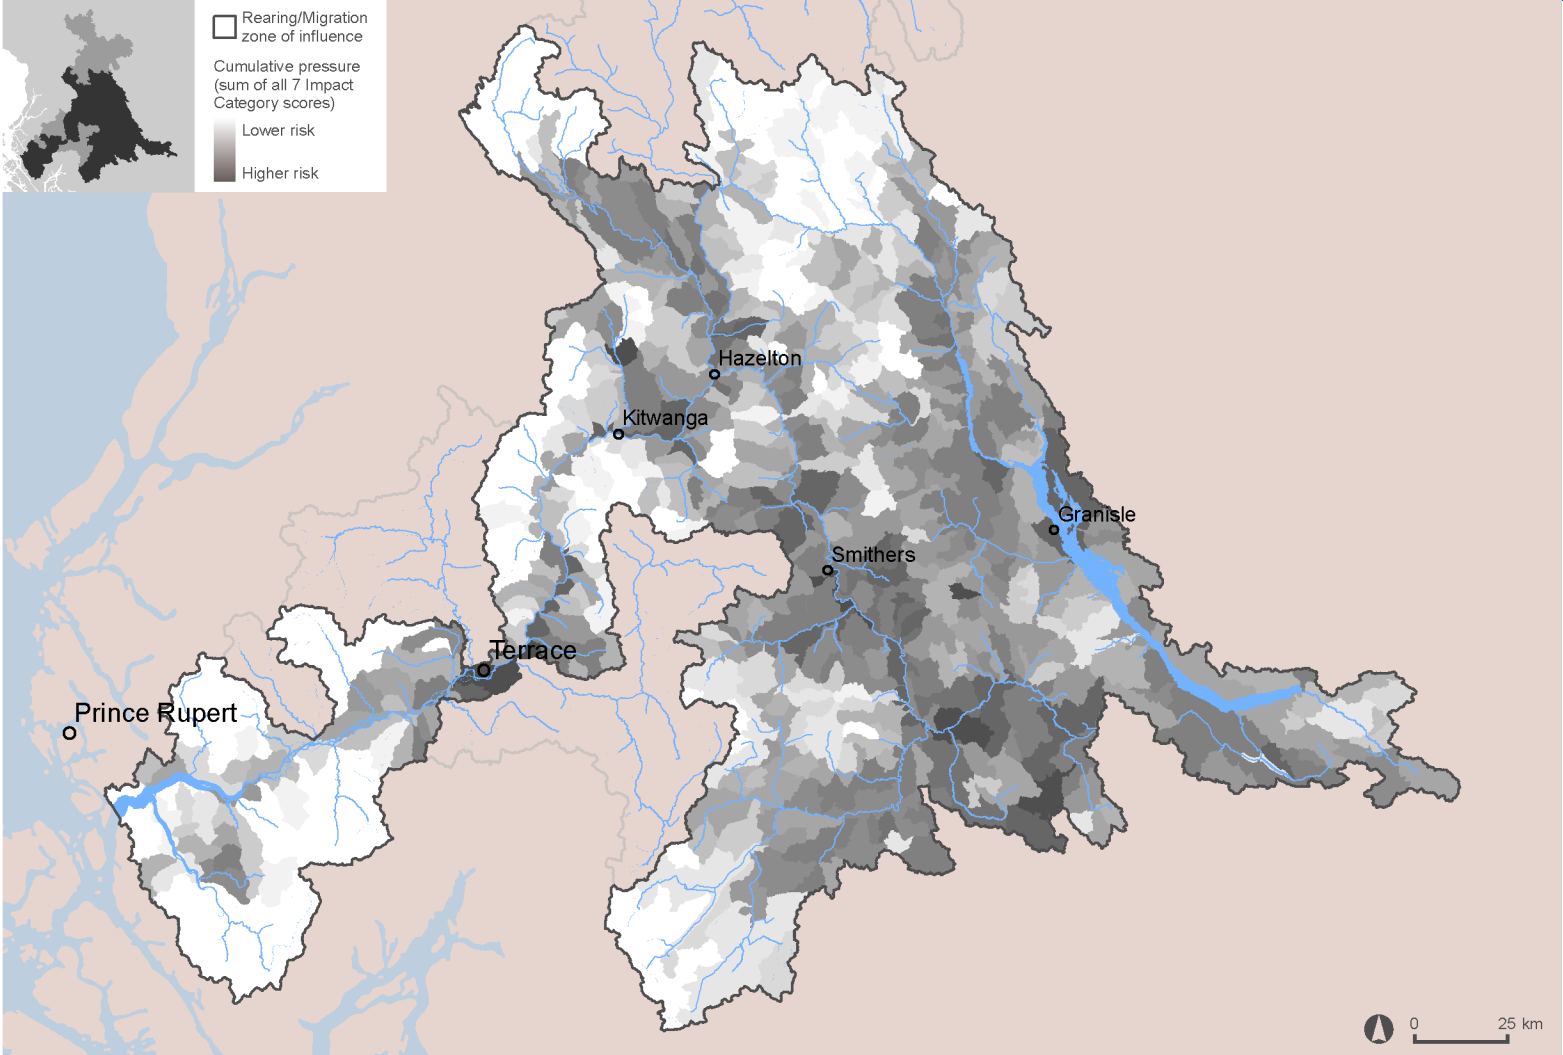 Rearing/Migration
zone of influence
Cumulative pressure
(sum of all 7 Impact
Category scores)
Lower risk
Higher risk
Hazelton
Kitwanga
Granisle
Smithers
Terrace
Prince Rupert
0 25 km